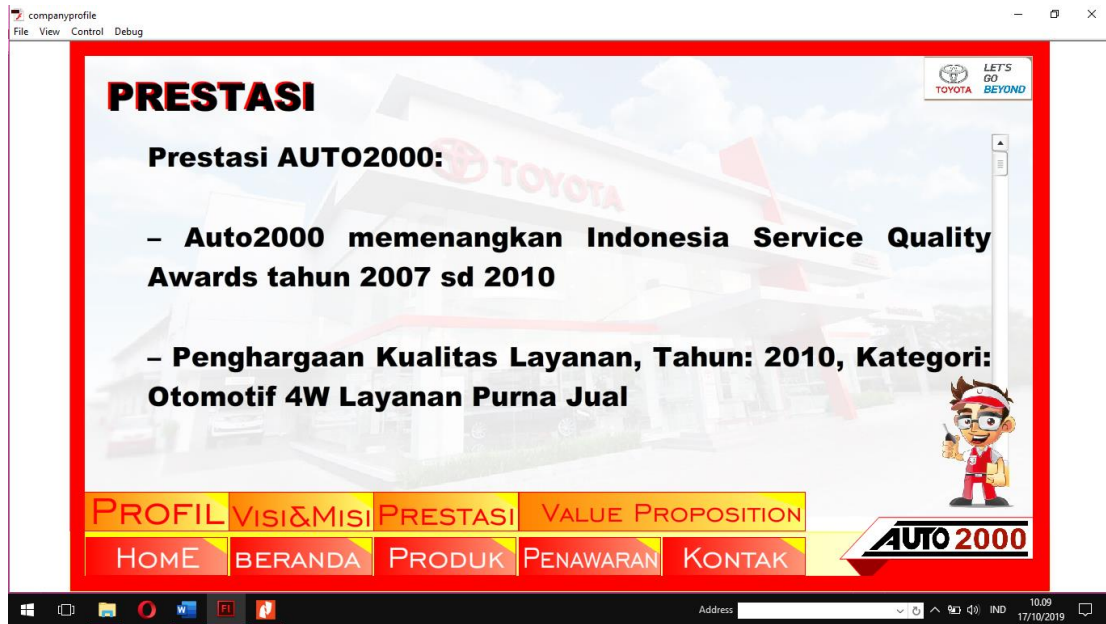 companyprofile
File View Control Debug
PRESTASI
TOYOTA
LET'S
GO
BEYOND
Prestasi AUTO2000:
TOYOTA
– Auto2000 memenangkan Indonesia Service Quality
Awards tahun 2007 sd 2010
– Penghargaan Kualitas Layanan, Tahun: 2010, Kategori:
Otomotif 4W Layanan Purna Jual
PROFIL VISI&MISI PRESTASI VALUE PROPOSITION
HOME BERANDA PRODUK PENAWARAN KONTAK
AUTO 2000
Address
IND
10.09
17/10/2019